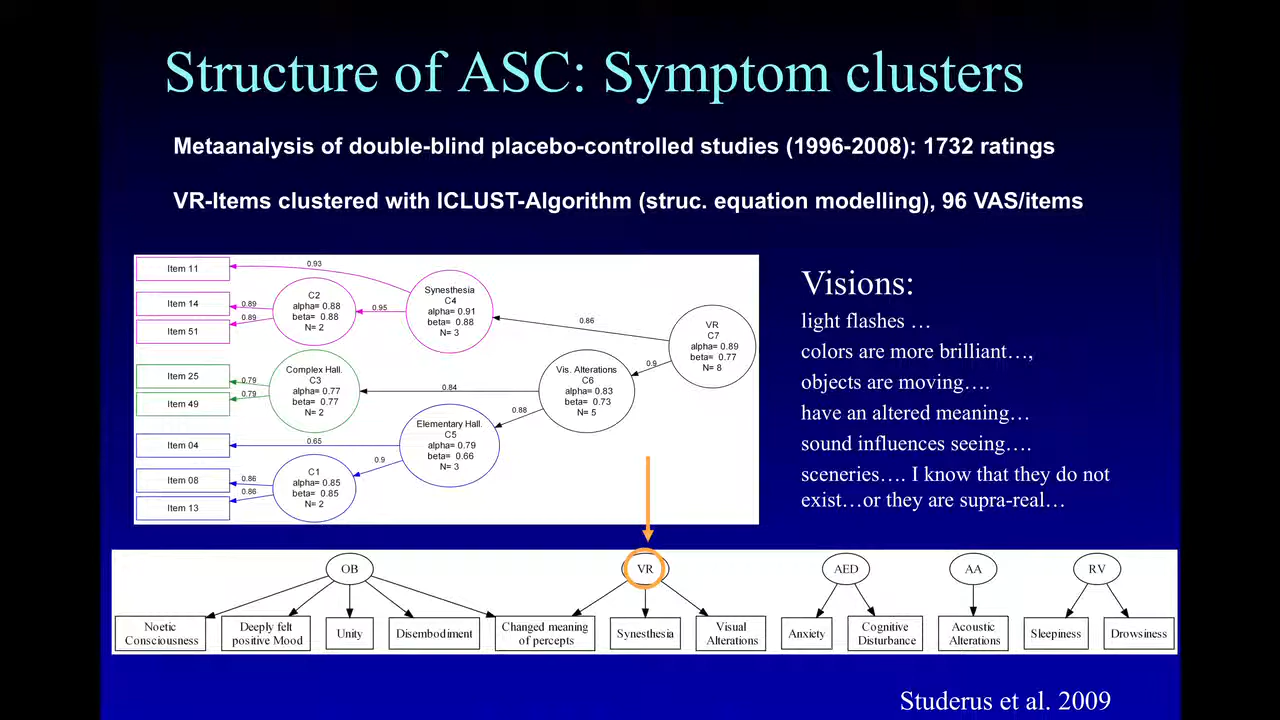 Structure of ASC: Symptom clusters
Metaanalysis of double-blind placebo-controlled studies (1996-2008): 1732 ratings
VR-Items clustered with ICLUST-Algorithm (struc. equation modelling), 96 VAS/items
Item 11
Item 14
Item 51
Item 25
Item 49
Item 04
Item 08
Item 13
0.93
0.89
0.89
0.79
0.79
0.65
0.86
0.86
C2
alpha= 0.88
beta= 0.88
N= 2
Complex Hall.
C3
alpha= 0.77
beta= 0.77
N= 2
C1
alpha= 0.85
beta= 0.85
N= 2
0.95
0.84
0.9
Synesthesia
C4
alpha= 0.91
beta= 0.88
N= 3
Elementary Hall.
C5
alpha= 0.79
beta= 0.66
N= 3
0.86
0.88
Vis. Alterations
C6
alpha= 0.83
beta= 0.73
N= 5
0.9
VR
C7
alpha= 0.89
beta= 0.77
N= 8
Visions:
light flashes …
colors are more brilliant…,
objects are moving….
have an altered meaning…
sound influences seeing….
sceneries…. I know that they do not
exist…or they are supra-real…
OB
VR
AED
AA
RV
Noetic
Consciousness
Deeply felt
positive Mood
Unity
Disembodiment
Changed meaning
of percepts
Synesthesia
Visual
Alterations
Anxiety
Cognitive
Disturbance
Acoustic
Alterations
Sleepiness
Drowsiness
Studerus et al. 2009